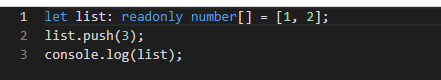 1 let list: readonly number[] = [1, 2];
2 list.push(3);
3 console.log(list);